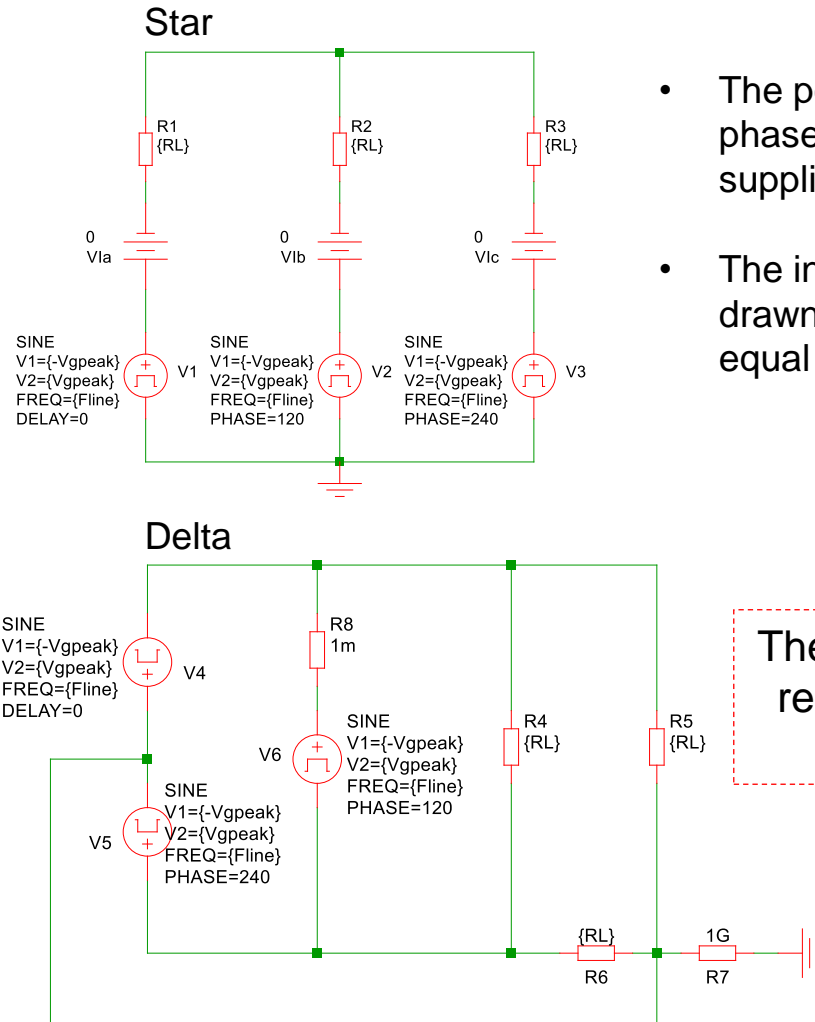 Star
R1
{RL}
R2
{RL}
R3
{RL}
0
VIa
0
VIb
0
VIc
SINE
V1={-Vgpeak}
V2={Vgpeak}
FREQ={Fline}
DELAY=0
V1
SINE
V1={-Vgpeak}
V2={Vgpeak}
FREQ={Fline}
PHASE=120
V2
SINE
V1={-Vgpeak}
V2={Vgpeak}
FREQ={Fline}
PHASE=240
V3
• The p
phase
suppli
• The in
drawn
equal
Delta
SINE
V1={-Vgpeak}
V2={Vgpeak}
FREQ={Fline}
DELAY=0
V4
R8
1m
SINE
V1={-Vgpeak}
V2={Vgpeak}
FREQ={Fline}
PHASE=120
V6
R4
{RL}
R5
{RL}
SINE
V1={-Vgpeak}
V2={Vgpeak}
FREQ={Fline}
PHASE=240
V5
{RL}
R6
1G
R7
The
re